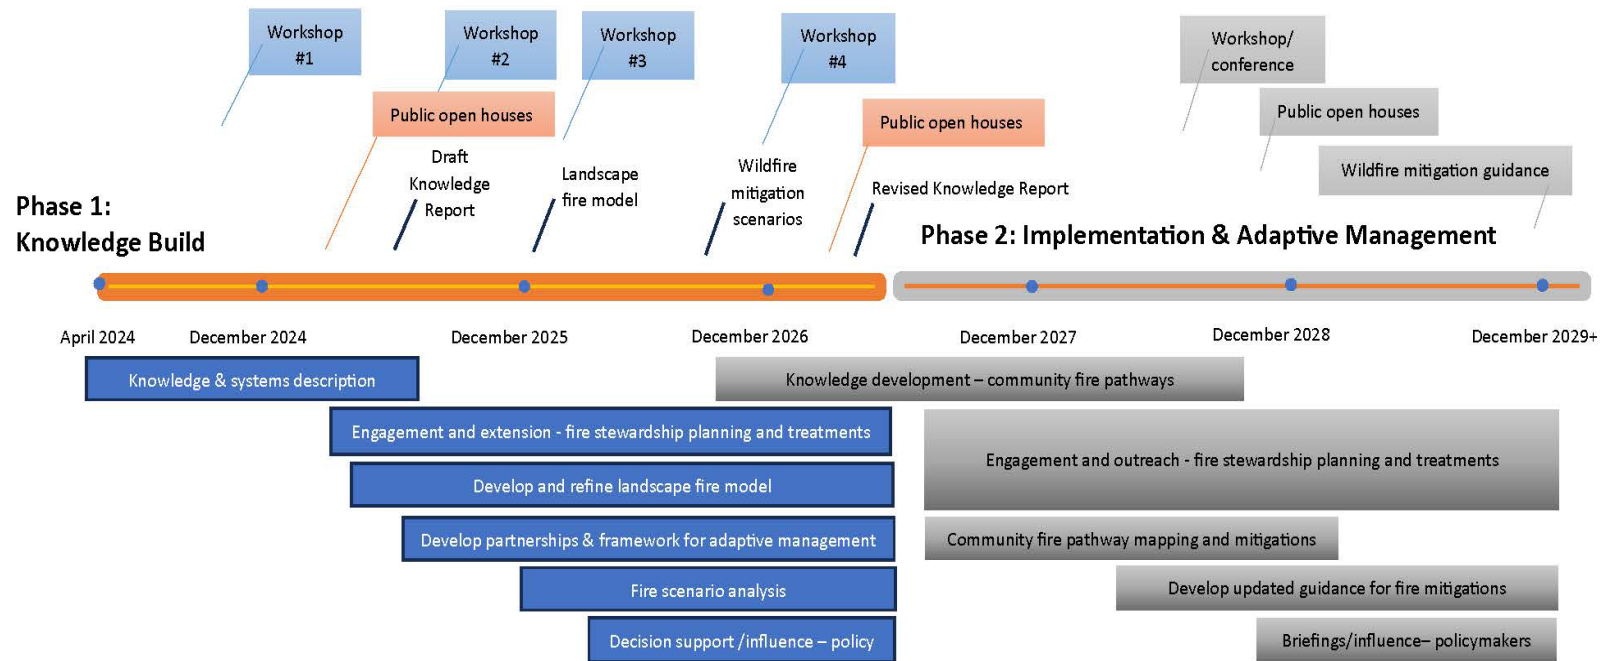 Workshop
#1
Workshop
#2
Workshop
#3
Workshop
#4
Workshop/
conference
Public open houses
Public open houses
Public open houses
Draft
Knowledge
Report
Landscape
fire model
Wildfire
mitigation
scenarios
Revised Knowledge Report
Wildfire mitigation guidance
Phase 1:
Knowledge Build
Phase 2: Implementation & Adaptive Management
April 2024
December 2024
December 2025
December 2026
December 2027
December 2028
December 2029+
Knowledge & systems description
Knowledge development – community fire pathways
Engagement and extension - fire stewardship planning and treatments
Engagement and outreach - fire stewardship planning and treatments
Develop and refine landscape fire model
Develop partnerships & framework for adaptive management
Community fire pathway mapping and mitigations
Fire scenario analysis
Develop updated guidance for fire mitigations
Decision support /influence – policy
Briefings/influence– policymakers